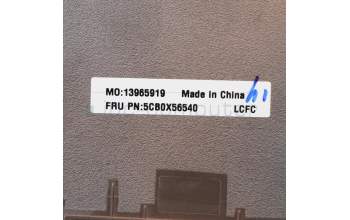 MO:13965919 Made in China
FRU PN:5CB0X56540 LCFC